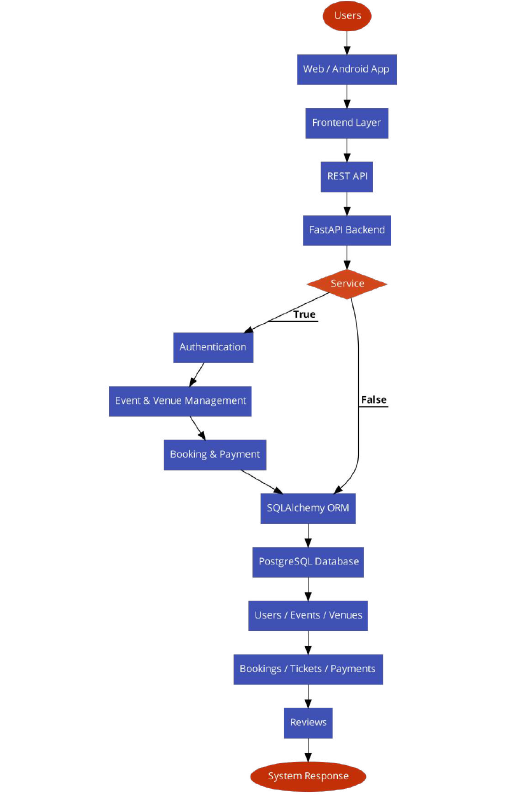 Users
Web / Android App
Frontend Layer
REST API
FastAPI Backend
Service
True
Authentication
Event & Venue Management
False
Booking & Payment
SQLAlchemy ORM
PostgreSQL Database
Users / Events / Venues
Bookings / Tickets / Payments
Reviews
System Response